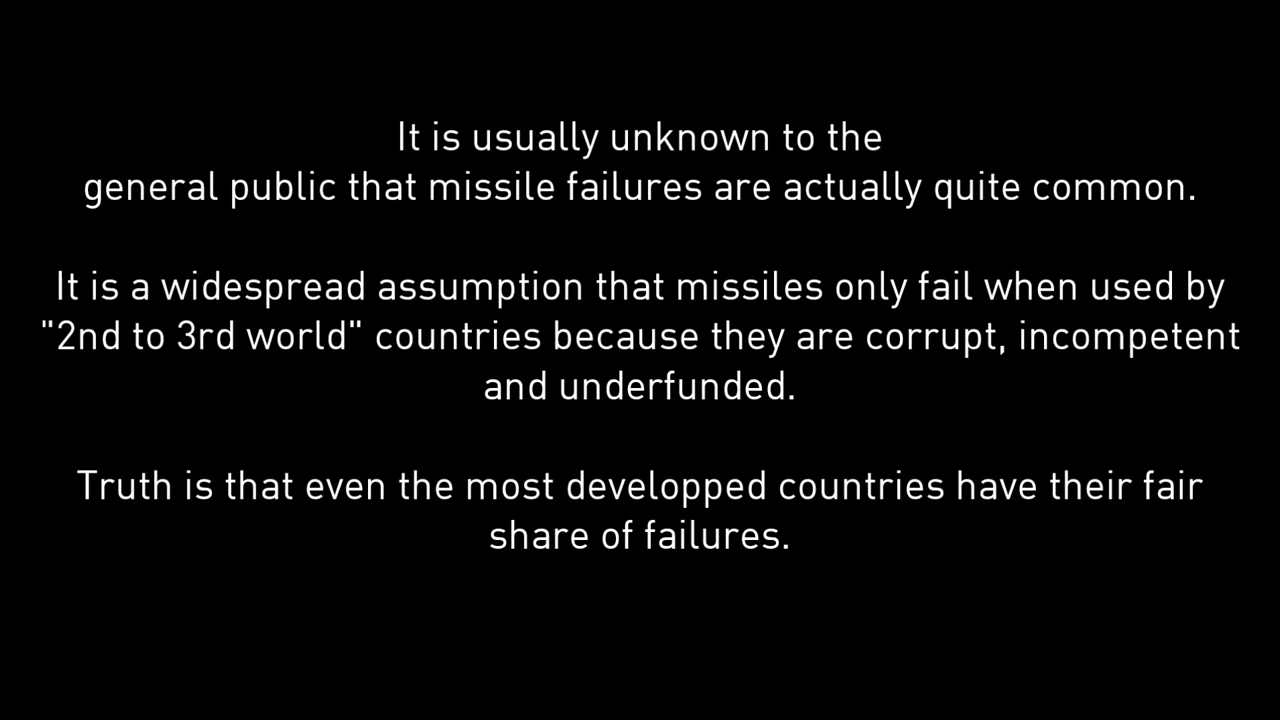 It is usually unknown to the
general public that missile failures are actually quite common.
It is a widespread assumption that missiles only fail when used by
"2nd to 3rd world" countries because they are corrupt, incompetent
and underfunded.
Truth is that even the most developped countries have their fair
share of failures.